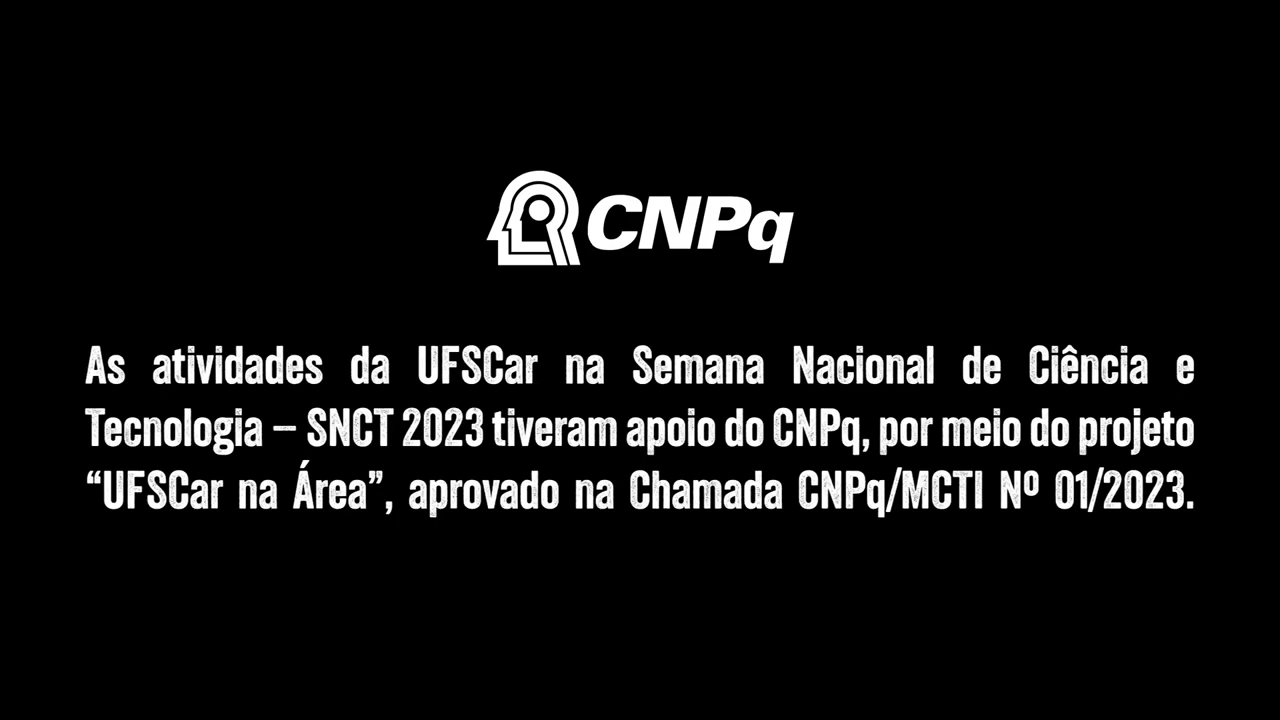 CNPq
As atividades da UFSCar na Semana Nacional de Ciência e
Tecnologia – SNCT 2023 tiveram apoio do CNPq, por meio do projeto
“UFSCar na Área”, aprovado na Chamada CNPq/MCTI Nº 01/2023.